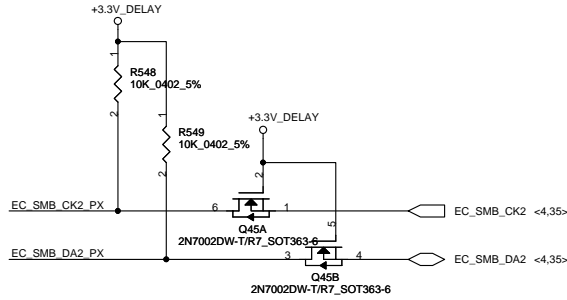 +3.3V_DELAY
1
R548
10K_0402_5%
2
1
R549
10K_0402_5%
2
+3.3V_DELAY
2
5
EC_SMB_CK2_PX
6
1
EC_SMB_CK2 <4,35>
Q45A
2N7002DW-T/R7_SOT363-6
EC_SMB_DA2_PX
3
4
EC_SMB_DA2 <4,35>
Q45B
2N7002DW-T/R7_SOT363-6